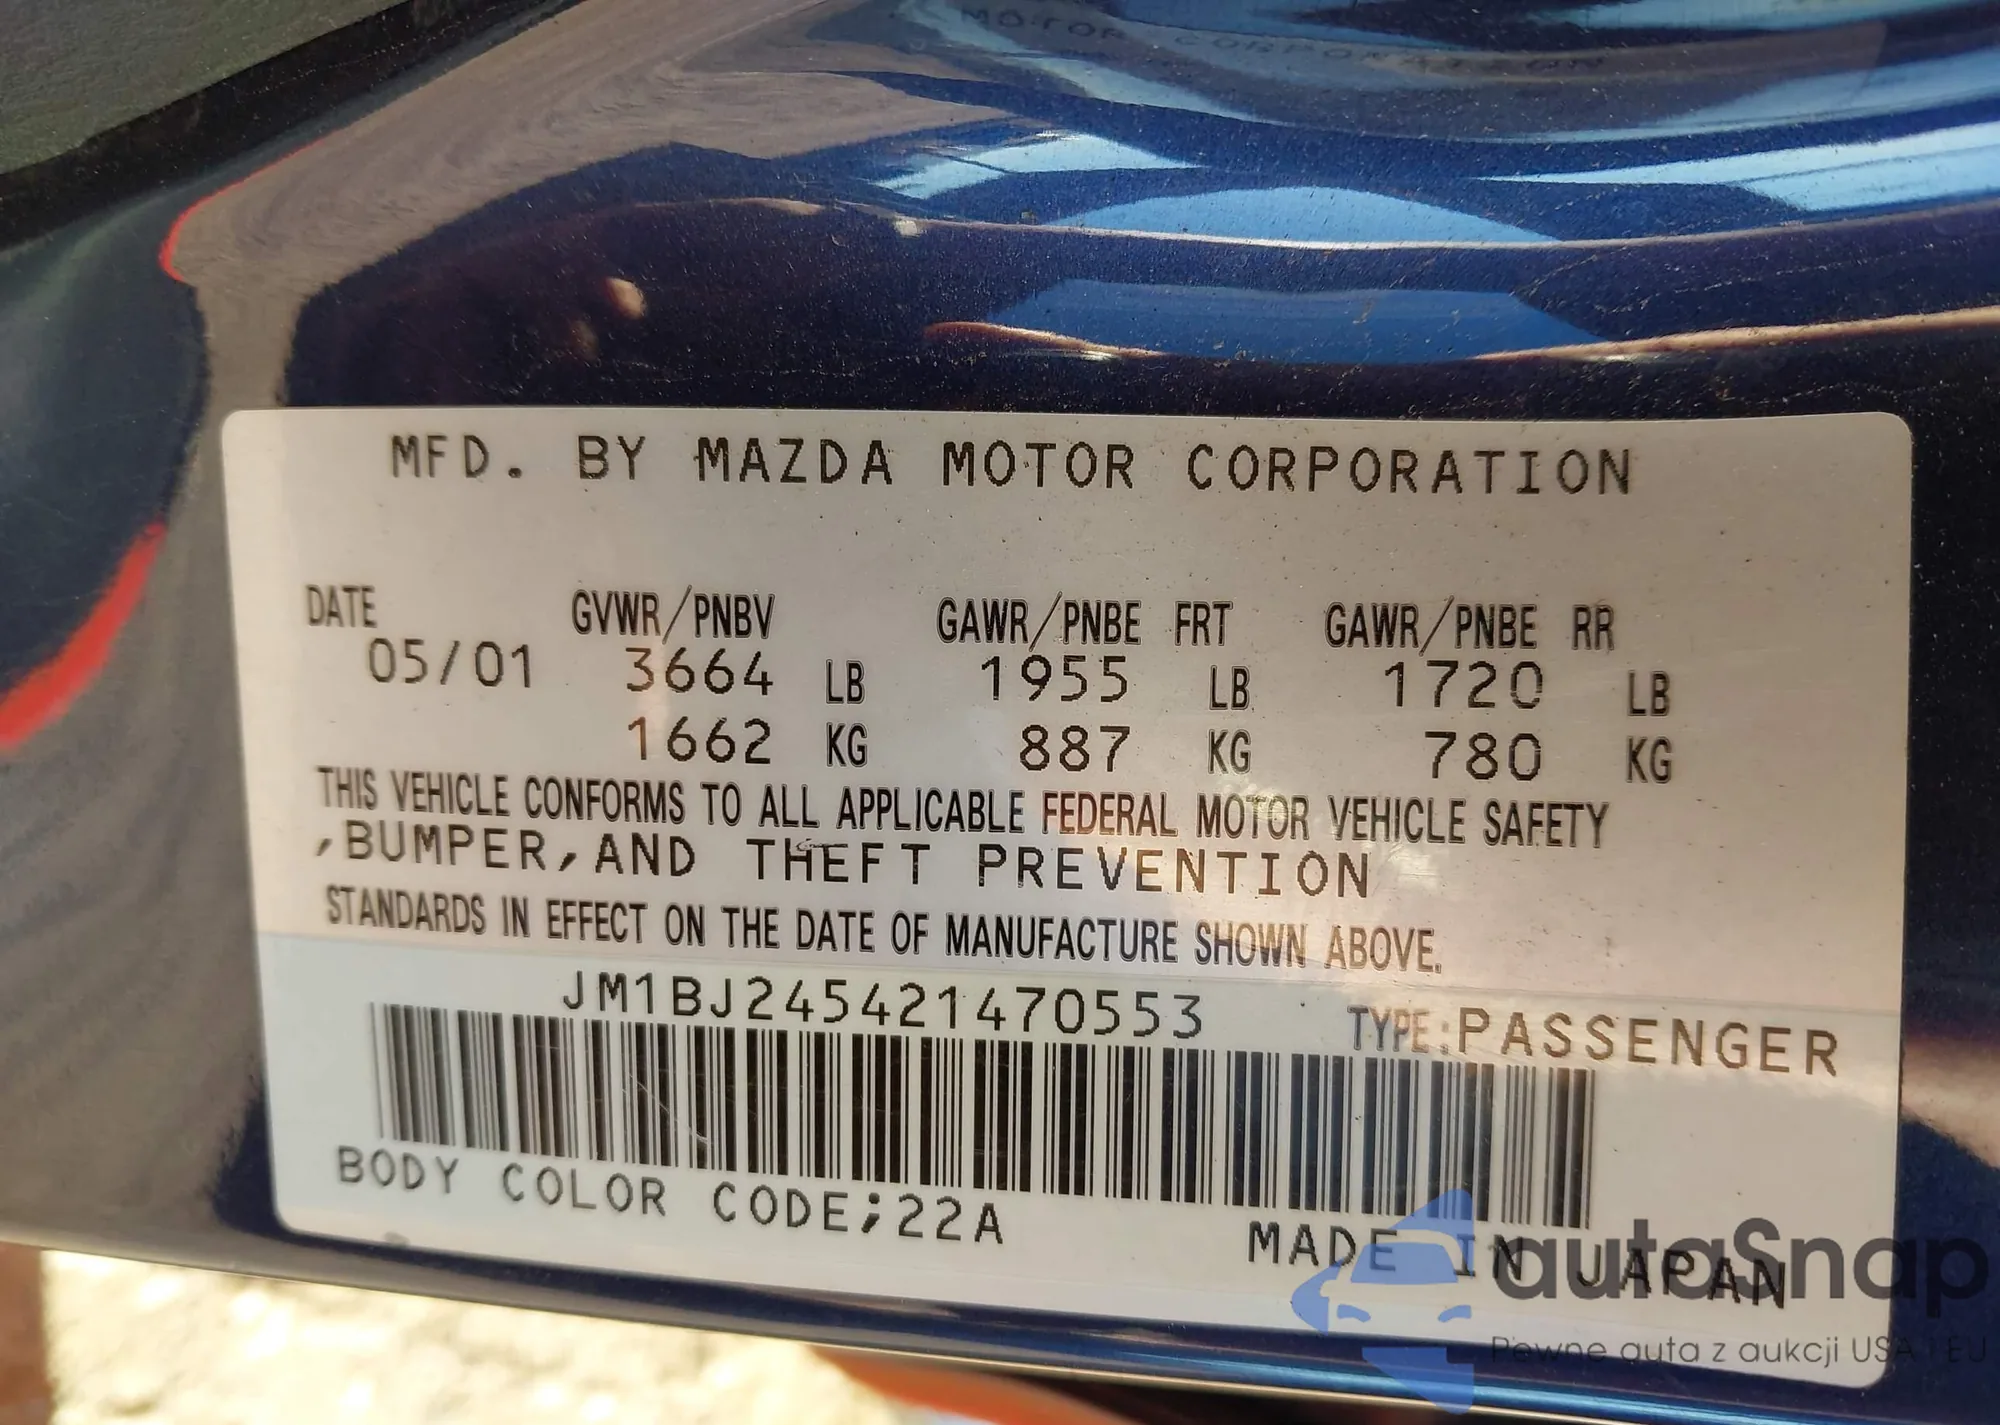 MOTOR CORPORATION
MFD. BY MAZDA MOTOR CORPORATION
DATE GVWR/PNBV GAWR/PNBE FRT GAWR/PNBE RR
05/01 3664 LB 1955 LB 1720 LB
1662 KG 887 KG 780 KG
THIS VEHICLE CONFORMS TO ALL APPLICABLE FEDERAL MOTOR VEHICLE SAFETY
,BUMPER,AND THEFT PREVENTION
STANDARDS IN EFFECT ON THE DATE OF MANUFACTURE SHOWN ABOVE.
JM1BJ245421470553 TYPE:PASSENGER
BODY COLOR CODE;22A
MADE IN JAPAN
autaSnap
Pewne auta z aukcji USA i EU